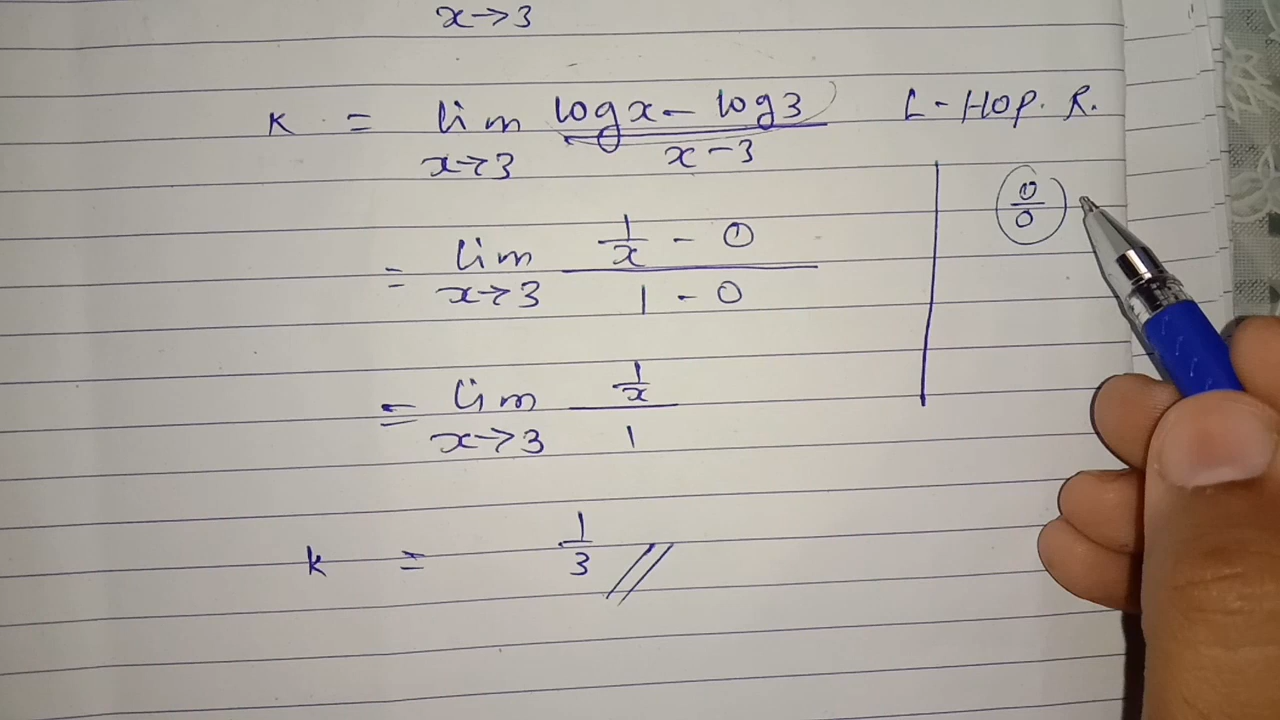 x→3
K = lim x→3 (log x - log 3)/(x - 3) L - Hop. R.
0/0
= lim x→3 (1/x - 0)/(1 - 0)
= lim x→3 (1/x)/1
k = 1/3 //